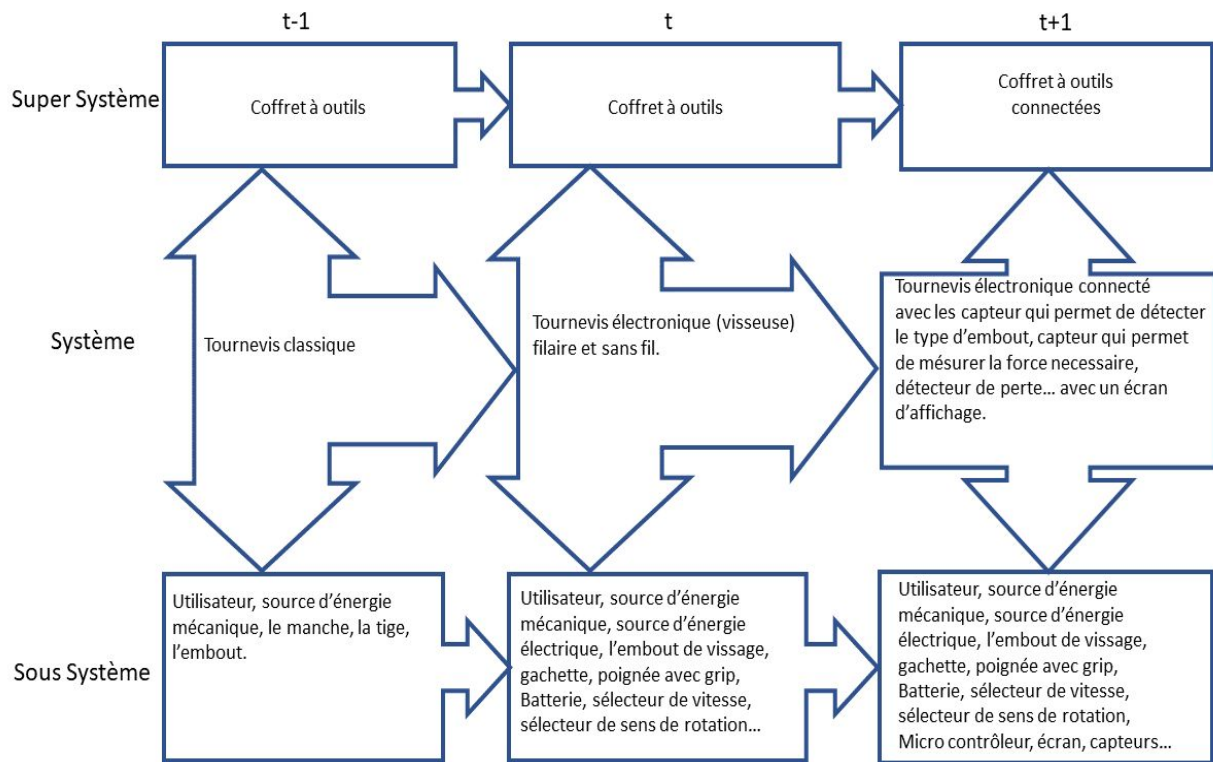 t-1
t
t+1
Super Système
Coffret à outils
Coffret à outils
Coffret à outils
connectées
Système
Tournevis classique
Tournevis électronique (visseuse)
filaire et sans fil.
Tournevis électronique connecté
avec les capteur qui permet de détecter
le type d’embout, capteur qui permet
de mésurer la force necessaire,
détecteur de perte... avec un écran
d’affichage.
Sous Système
Utilisateur, source d’énergie
mécanique, le manche, la tige,
l’embout.
Utilisateur, source d’énergie
mécanique, source d’énergie
électrique, l’embout de vissage,
gachette, poignée avec grip,
Batterie, sélecteur de vitesse,
sélecteur de sens de rotation...
Utilisateur, source d’énergie
mécanique, source d’énergie
électrique, l’embout de vissage,
gachette, poignée avec grip,
Batterie, sélecteur de vitesse,
sélecteur de sens de rotation,
Micro contrôleur, écran, capteurs...